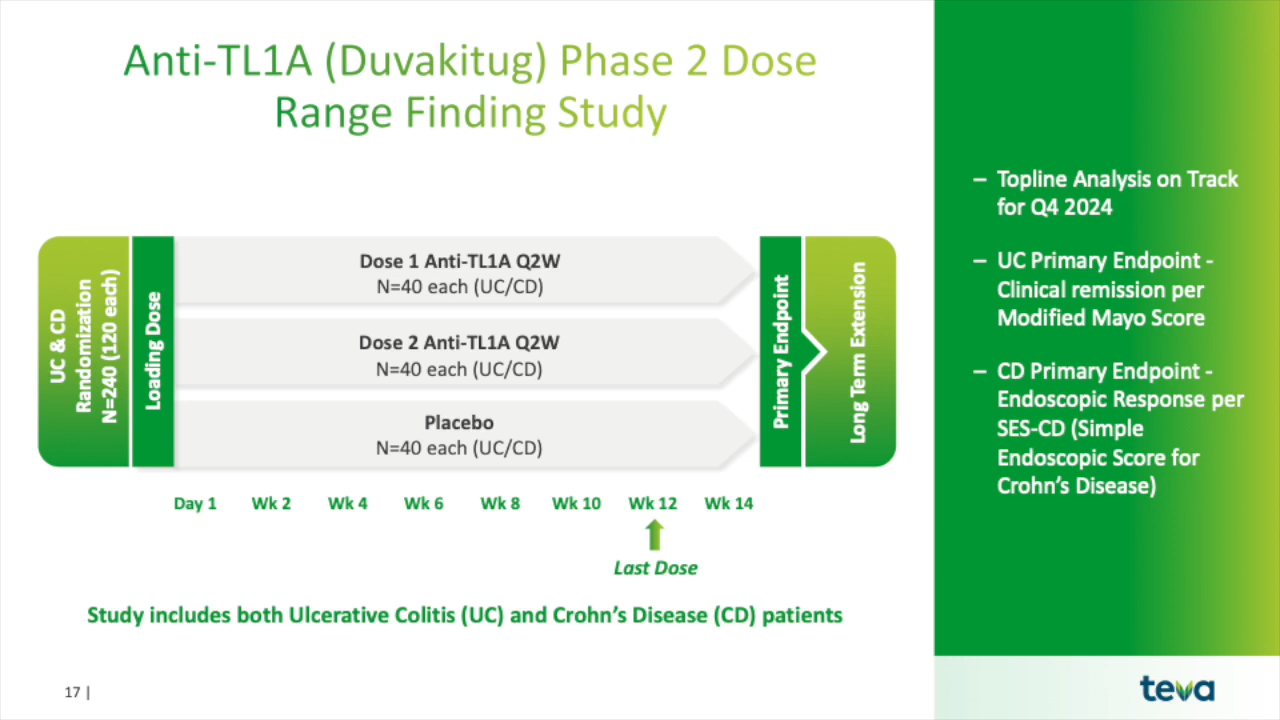 Anti-TL1A (Duvakitug) Phase 2 Dose
Range Finding Study
UC & CD
Randomization
N=240 (120 each)
Loading Dose
Dose 1 Anti-TL1A Q2W
N=40 each (UC/CD)
Dose 2 Anti-TL1A Q2W
N=40 each (UC/CD)
Placebo
N=40 each (UC/CD)
Primary Endpoint
Long Term Extension
Day 1 Wk 2 Wk 4 Wk 6 Wk 8 Wk 10 Wk 12 Wk 14
Last Dose
Study includes both Ulcerative Colitis (UC) and Crohn’s Disease (CD) patients
– Topline Analysis on Track
for Q4 2024
– UC Primary Endpoint -
Clinical remission per
Modified Mayo Score
– CD Primary Endpoint -
Endoscopic Response per
SES-CD (Simple
Endoscopic Score for
Crohn’s Disease)
17 |
teva